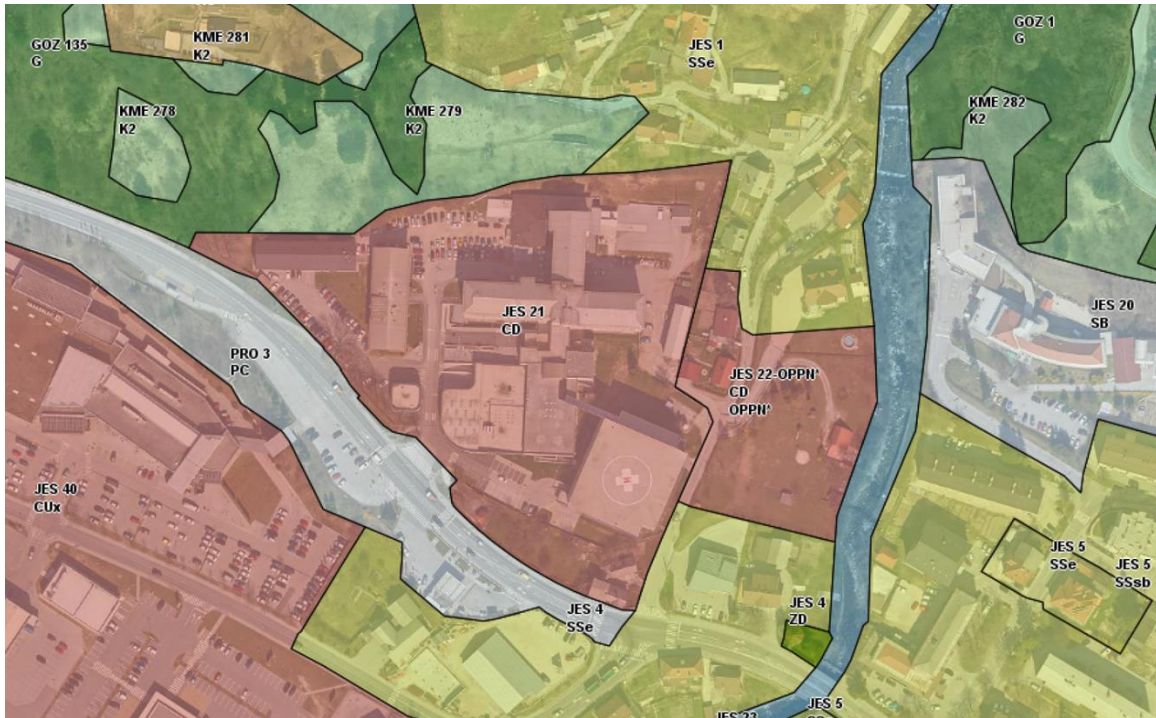 GOZ 135
G
KME 281
K2
JES 1
SSe
GOZ 1
G
KME 278
K2
KME 279
K2
KME 282
K2
JES 21
CD
JES 20
SB
PRO 3
PC
JES 22-OPPN*
CD
OPPN*
JES 40
CUx
JES 5
SSe
JES 5
SSsb
JES 4
SSe
JES 4
ZD
JES 5
JES 23